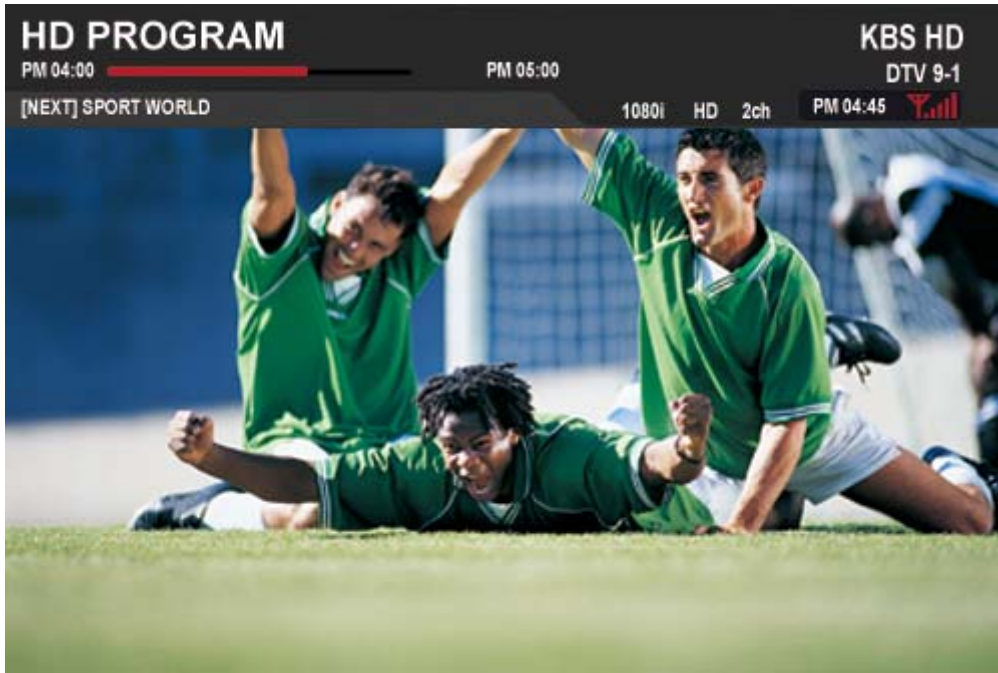 HD PROGRAM
KBS HD
PM 04:00
PM 05:00
DTV 9-1
[NEXT] SPORT WORLD
1080i HD 2ch
PM 04:45